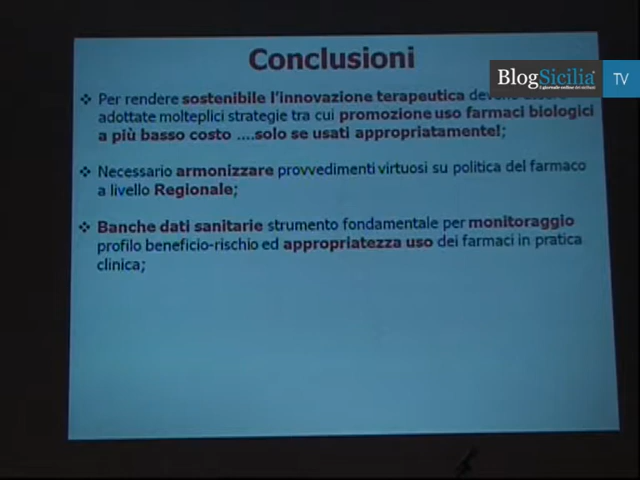 Conclusioni
BlogSicilia
TV
❖ Per rendere sostenibile l'innovazione terapeutica
adottate molteplici strategie tra cui promozione uso farmaci biologici
a più basso costo ....solo se usati appropriatamente!;
❖ Necessario armonizzare provvedimenti virtuosi su politica del farmaco
a livello Regionale;
❖ Banche dati sanitarie strumento fondamentale per monitoraggio
profilo beneficio-rischio ed appropriatezza uso dei farmaci in pratica
clinica;